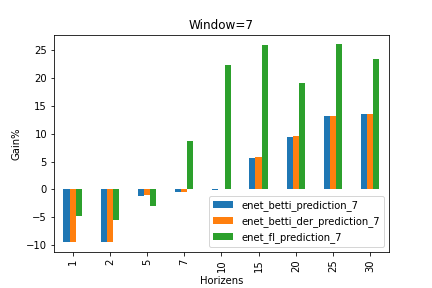 Window=7
Gain%
25
20
15
10
5
0
−5
−10
enet_betti_prediction_7
enet_betti_der_prediction_7
enet_fl_prediction_7
1 2 5 7 10 15 20 25 30
Horizens